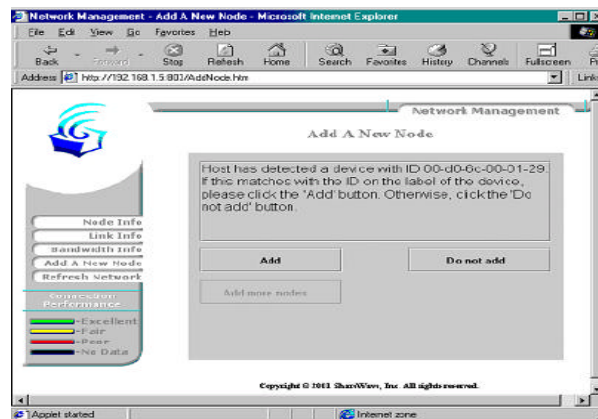 Network Management - Add A New Node - Microsoft Internet Explorer
File Edit View Go Favorites Help
Back Forward Stop Refresh Home Search Favorites History Channels Fullscreen
Address http://192.168.1.5:800/AddNode.htm Links
Network Management
Add A New Node
Host has detected a device with ID 00-d0-6c-00-01-29.
If this matches with the ID on the label of the device,
please click the 'Add' button. Otherwise, click the 'Do
not add' button.
Add Do not add
Add more nodes
Node Info
Link Info
Bandwidth Info
Add A New Node
Refresh Network
Connection
Performance
-Excellent
-Fair
-Poor
-No Data
Copyright © 2001 ShareWave, Inc. All rights reserved.
Applet started Internet zone